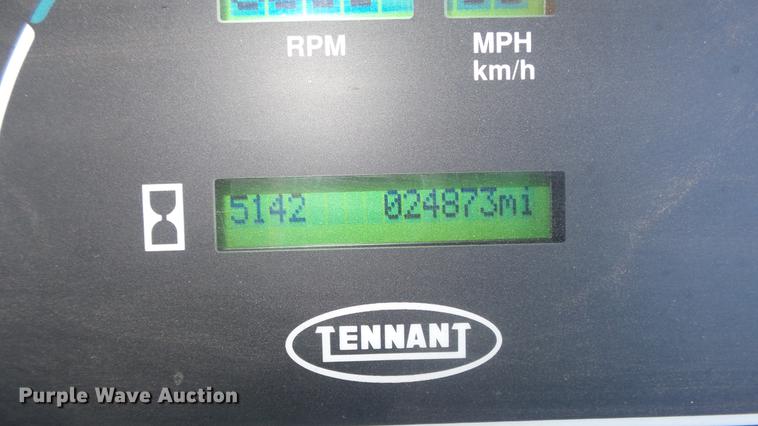 RPM
MPH
km/h
5142 024873mi
TENNANT
Purple Wave Auction